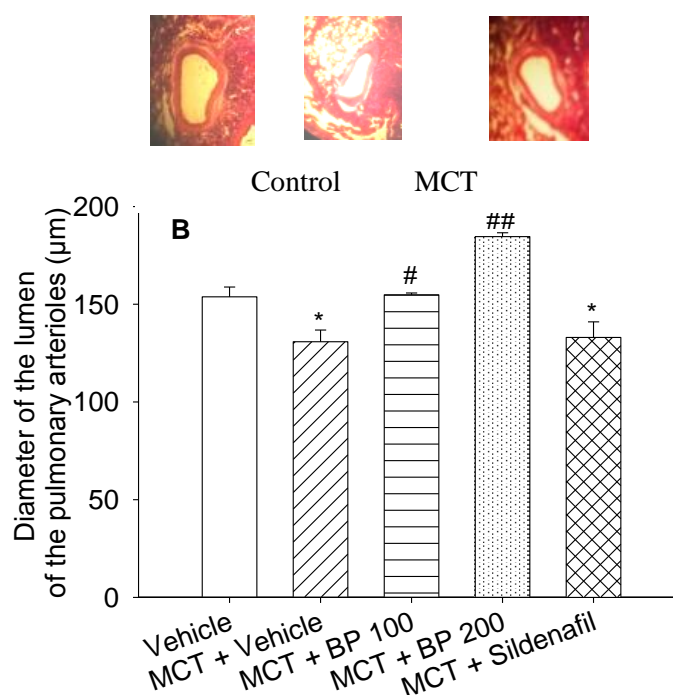 Control MCT
B
Diameter of the lumen
of the pulmonary arterioles (µm)
200
150
100
50
0
*
#
##
*
Vehicle
MCT + Vehicle
MCT + BP 100
MCT + BP 200
MCT + Sildenafil